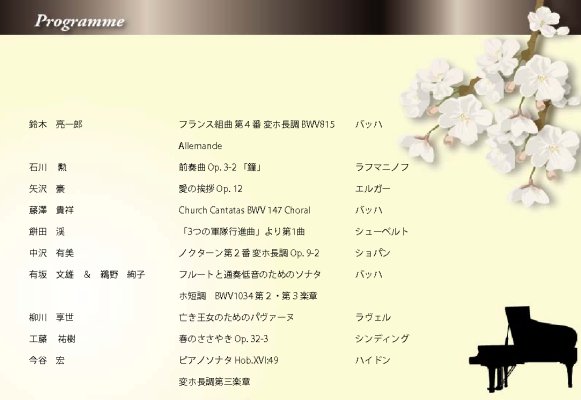 Programme
鈴木　亮一郎　フランス組曲 第４番 変ホ長調 BWV815　バッハ
Allemande
石川　勲　前奏曲 Op. 3-2 「鐘」　ラフマニノフ
矢沢　豪　愛の挨拶 Op. 12　エルガー
藤澤　貴祥　Church Cantatas BWV 147 Choral　バッハ
餅田　渓　「3つの軍隊行進曲」より第1曲　シューベルト
中沢　有美　ノクターン第２番 変ホ長調 Op. 9-2　ショパン
有坂　文雄　＆　鵜野　絢子　フルートと通奏低音のためのソナタ　バッハ
ホ短調　BWV1034 第２・第３楽章
柳川　享世　亡き王女のためのパヴァーヌ　ラヴェル
工藤　祐樹　春のささやき Op. 32-3　シンディング
今谷　宏　ピアノソナタ Hob.XVI:49　ハイドン
変ホ長調第三楽章